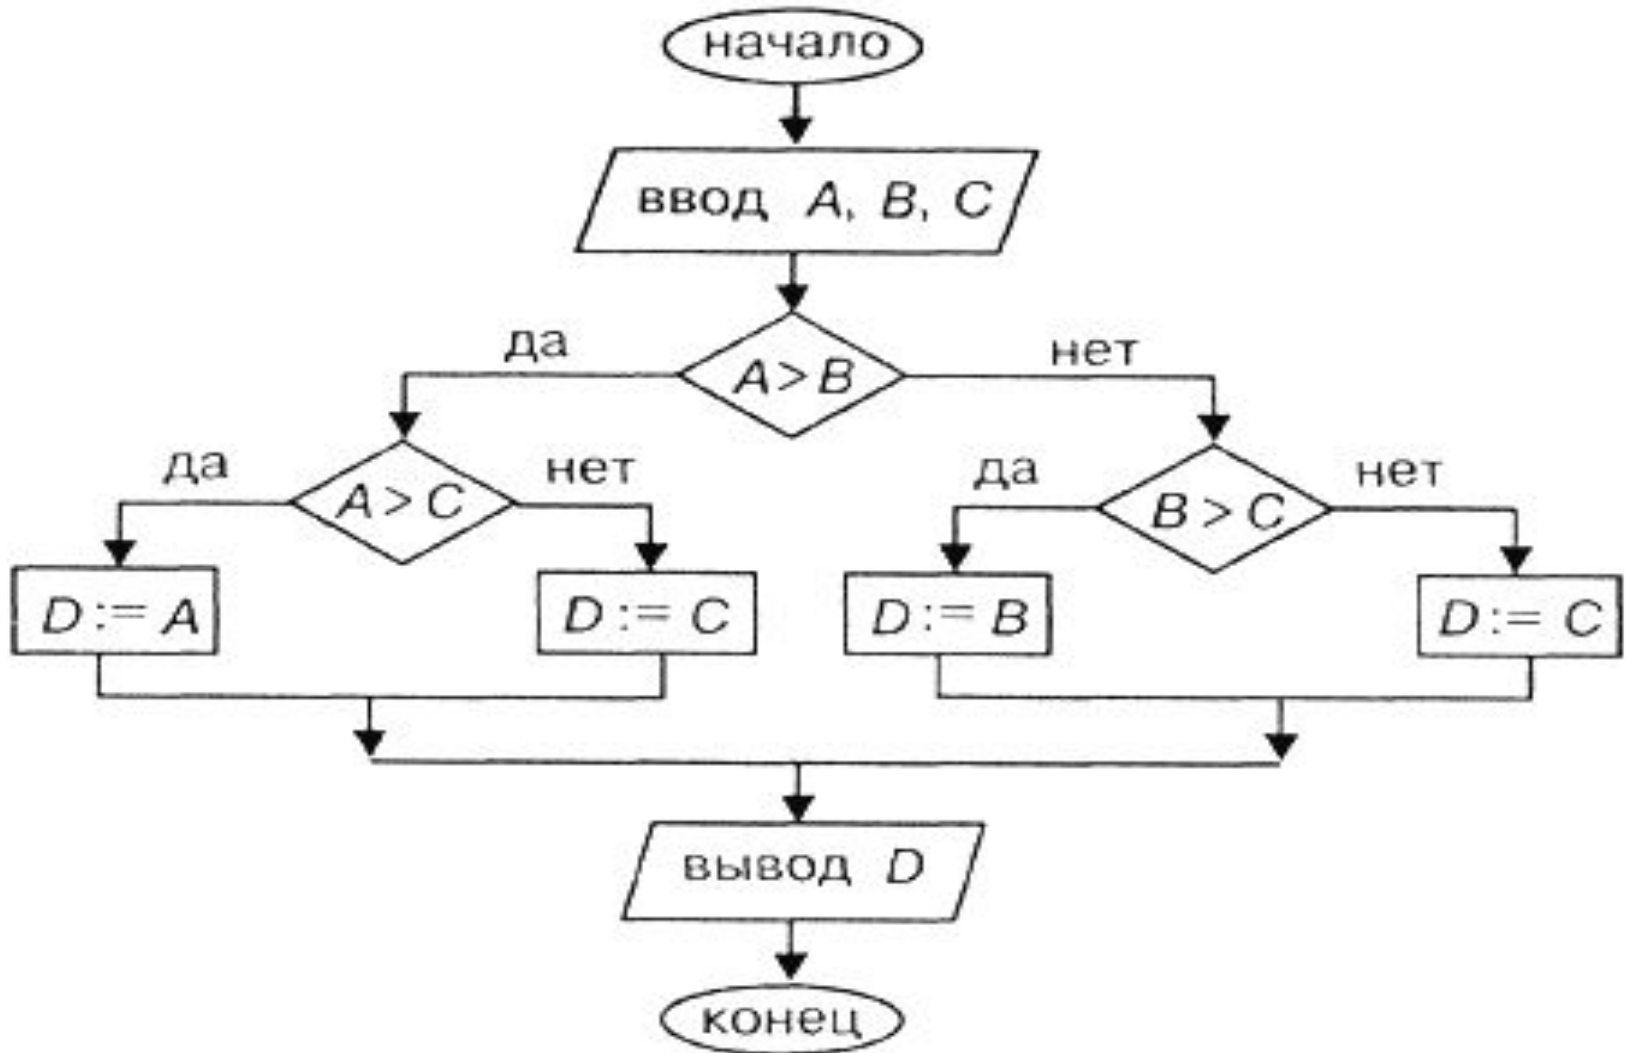 начало
ввод A, B, C
да
A > B
нет
да
A > C
нет
да
B > C
нет
D := A
D := C
D := B
D := C
вывод D
конец